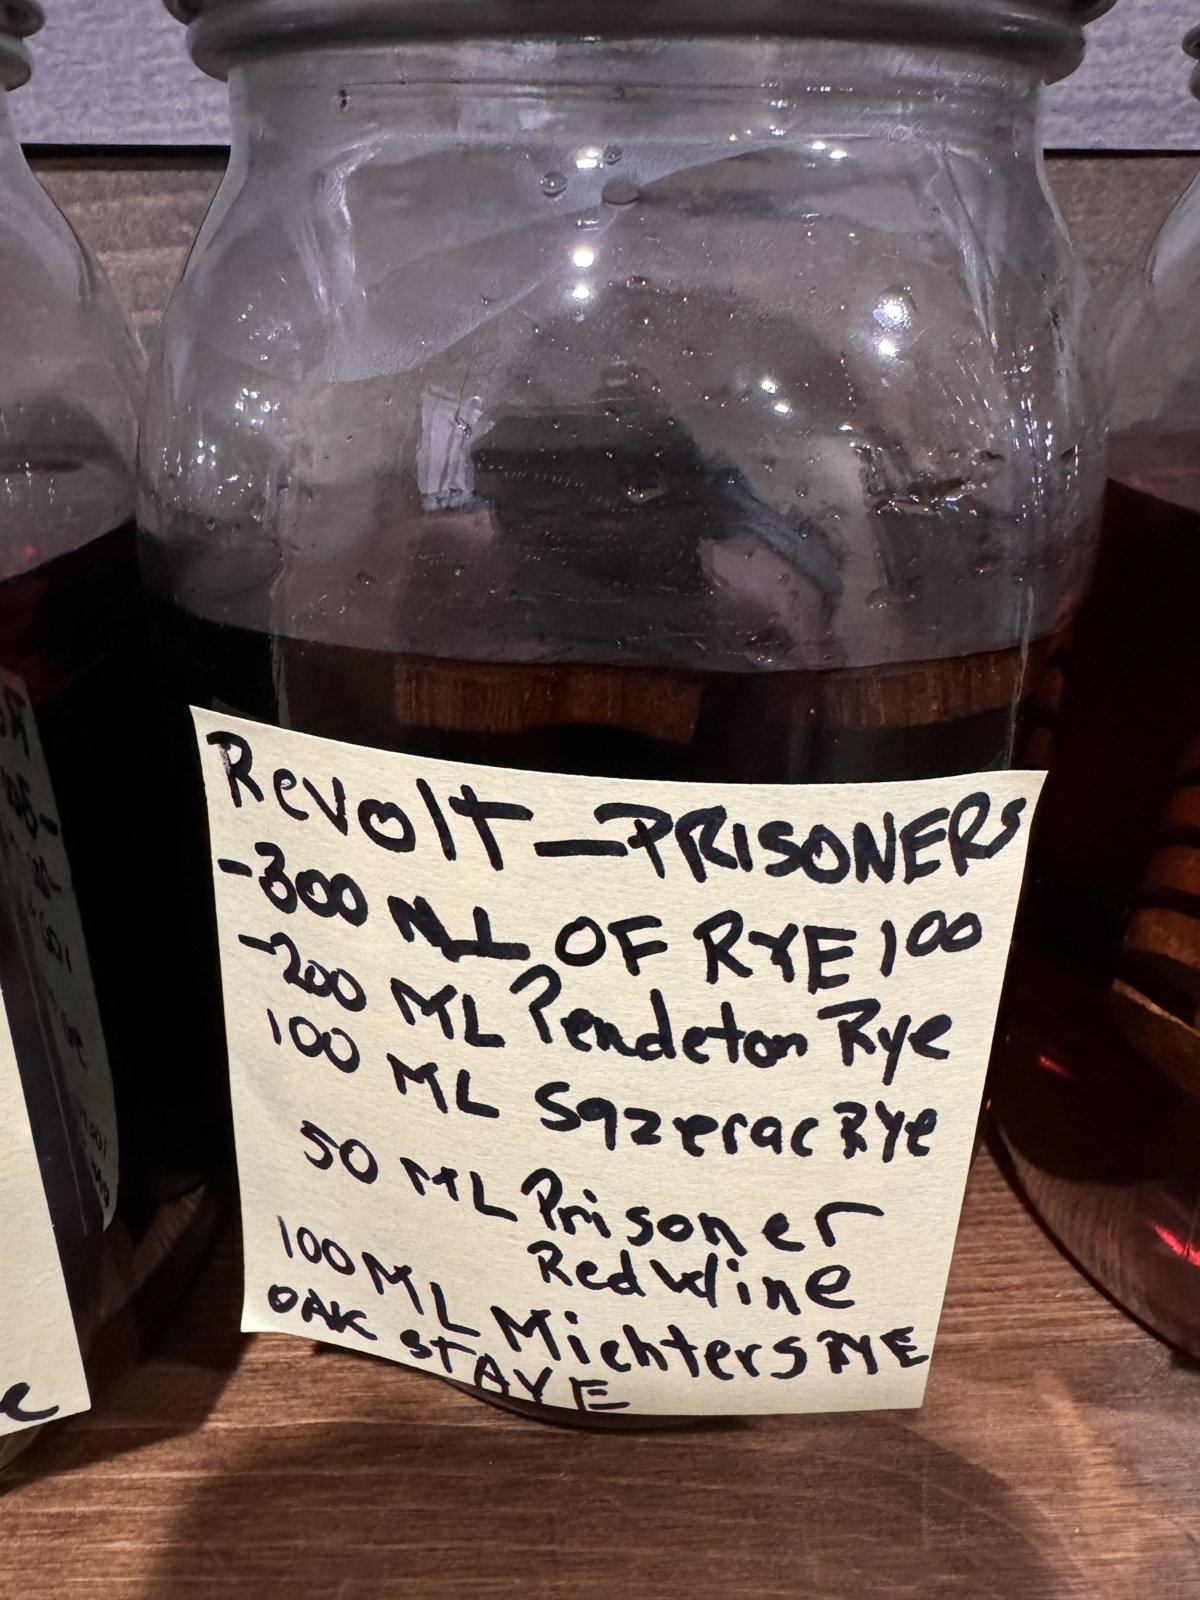 Revolt - PRISONERS
- 300 ML OF RYE 100
- 200 ML Pendeton Rye
100 ML Sazerac RYe
50 ML Prisoner
Red Wine
100 ML Michters RYE
OAK STAVE